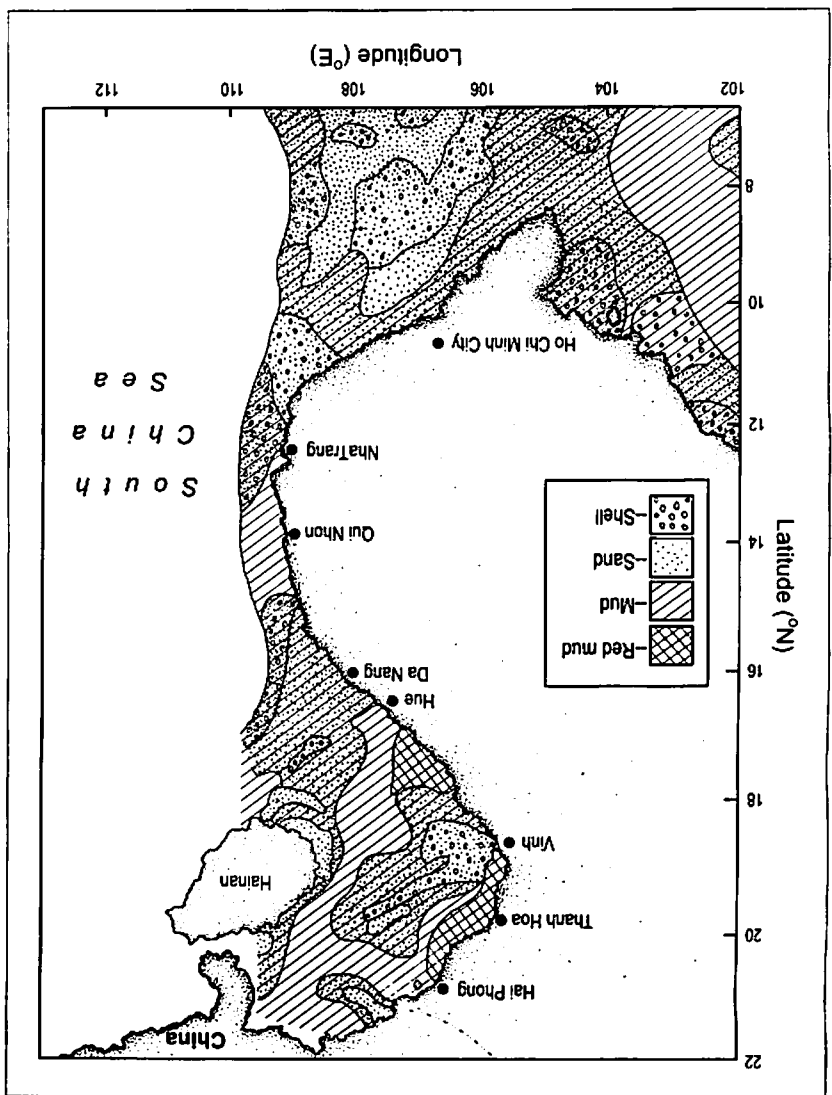 China
Hai Phong
Thanh Hoa
Hainan
Vinh
Hue
Da Nang
Qui Nhon
NhaTrang
Ho Chi Minh City
South
China
Sea
Red mud
Mud
Sand
Shell
Latitude (°N)
22
20
18
16
14
12
10
8
102 104 106 108 110 112
Longitude (°E)